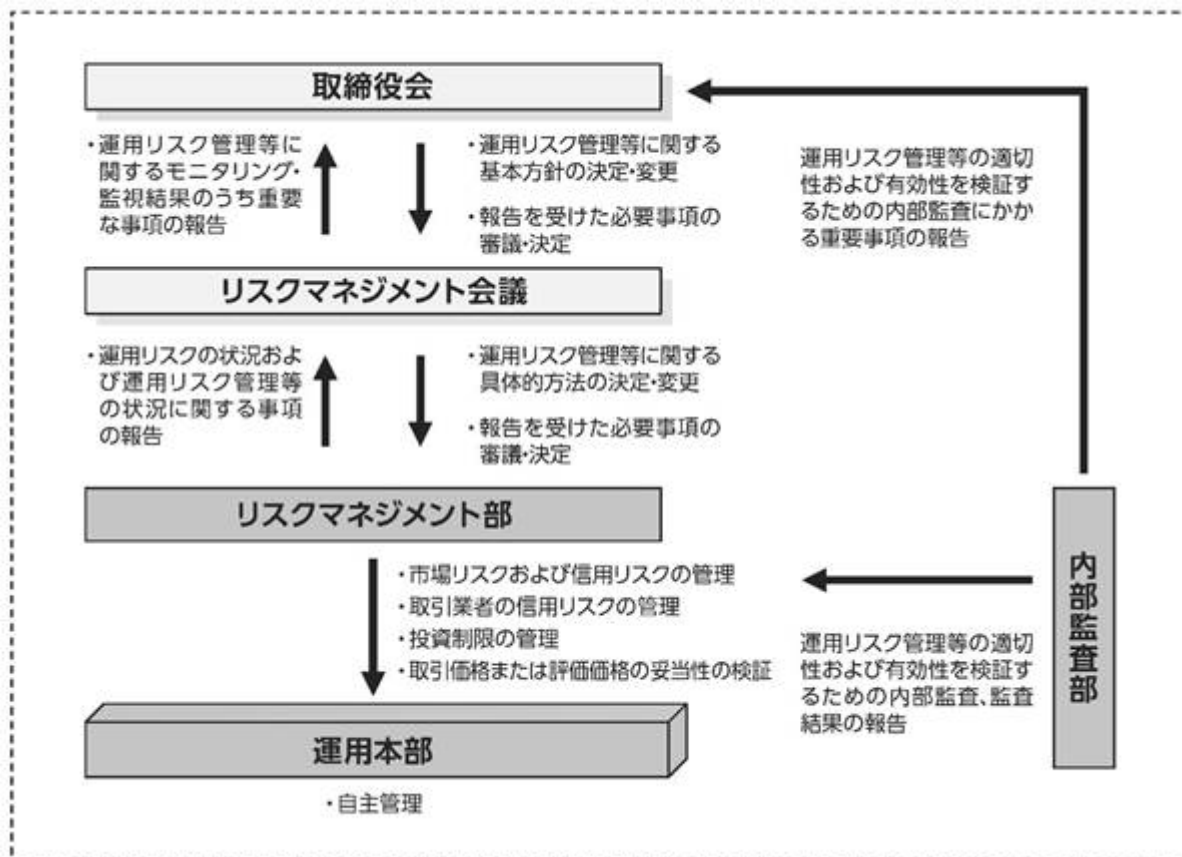 取締役会
・運用リスク管理等に
関するモニタリング・
監視結果のうち重要
な事項の報告
・運用リスク管理等に関する
基本方針の決定・変更
・報告を受けた必要事項の
審議・決定
運用リスク管理等の適切
性および有効性を検証す
るための内部監査にかか
る重要事項の報告
リスクマネジメント会議
・運用リスクの状況およ
び運用リスク管理等
の状況に関する事項
の報告
・運用リスク管理等に関する
具体的方法の決定・変更
・報告を受けた必要事項の
審議・決定
リスクマネジメント部
・市場リスクおよび信用リスクの管理
・取引業者の信用リスクの管理
・投資制限の管理
・取引価格または評価価格の妥当性の検証
内部監査部
運用リスク管理等の適切
性および有効性を検証す
るための内部監査、監査
結果の報告
運用本部
・自主管理